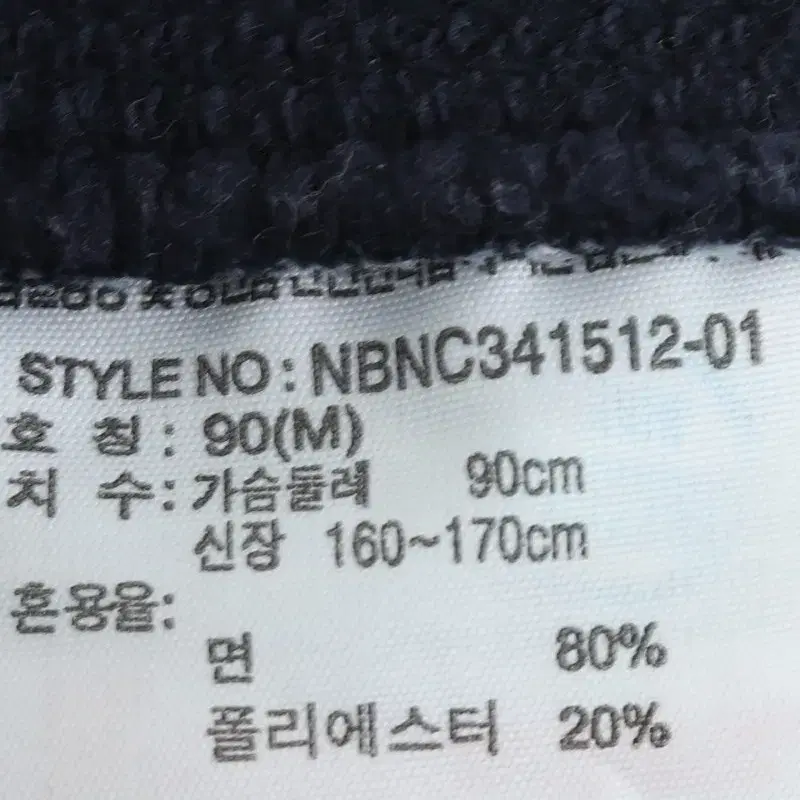 STYLE NO : NBNC341512-01
호 칭 : 90(M)
치 수 : 가슴둘레 90cm
신장 160~170cm
혼용율:
면 80%
폴리에스터 20%